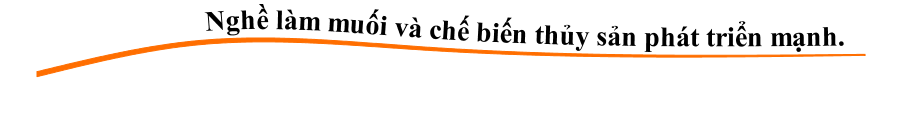 Nghề làm muối và chế biến thủy sản phát triển mạnh.